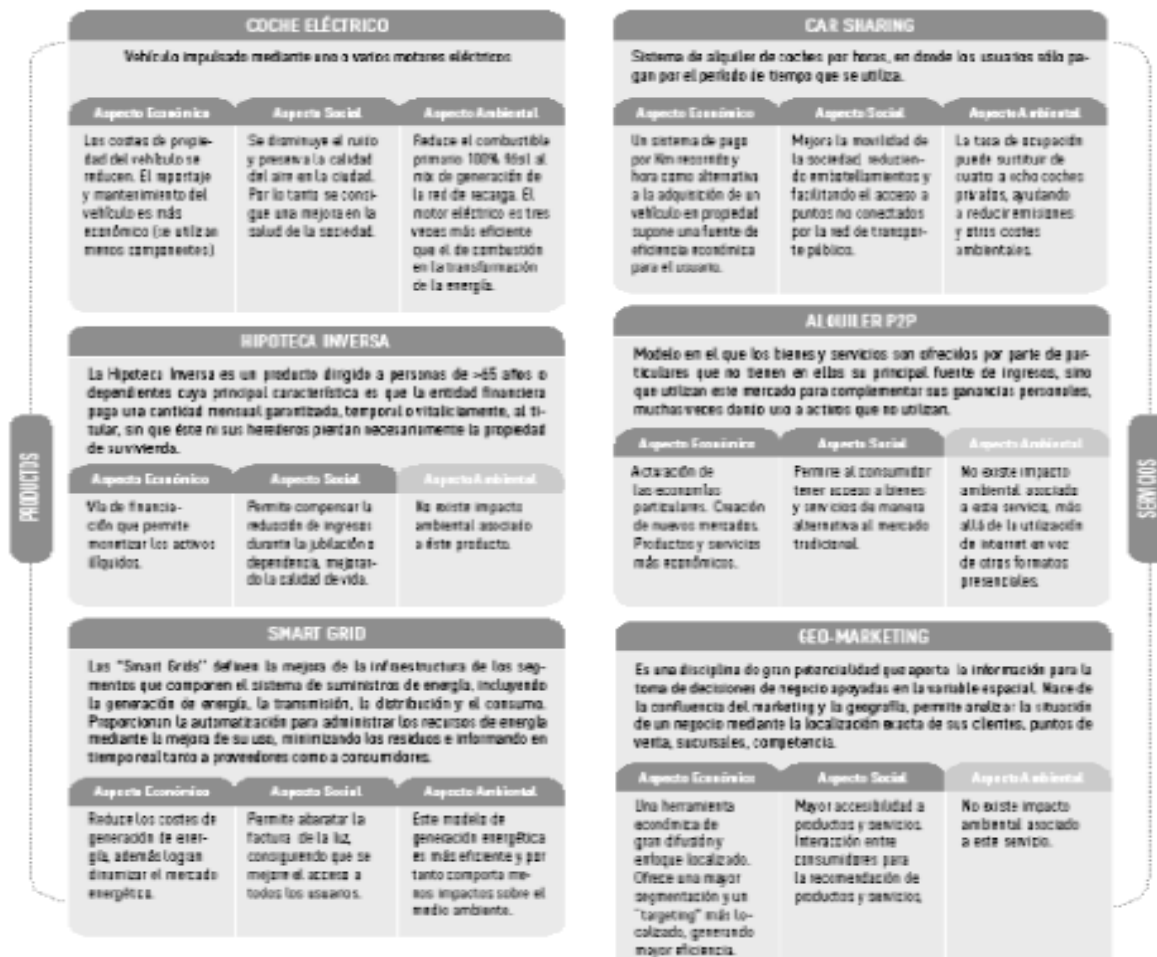 PRODUCTOS
COCHE ELÉCTRICO
Vehículo impulsado mediante uno o varios motores eléctricos
Aspecto Económico
Los costes de propie-
dad del vehículo se
reducen. El repostaje
y mantenimiento del
vehículo es más
económico (se utilizan
menos componentes)
Aspecto Social
Se disminuye el ruido
y preserva la calidad
del aire en la ciudad.
Por lo tanto se consi-
gue una mejora en la
salud de la sociedad.
Aspecto Ambiental
Reduce el combustible
primario 100% fósil al
mix de generación de
la red de recarga. El
motor eléctrico es tres
veces más eficiente
que el de combustión
en la transformación
de la energía.
HIPOTECA INVERSA
La Hipoteca Inversa es un producto dirigido a personas de >65 años o
dependientes cuya principal característica es que la entidad financiera
paga una cantidad mensual garantizada, temporal o vitaliciamente, al ti-
tular, sin que éste ni sus herederos pierdan necesariamente la propiedad
de su vivienda.
Aspecto Económico
Vía de financia-
ción que permite
monetizar los activos
ilíquidos.
Aspecto Social
Permite compensar la
reducción de ingresos
durante la jubilación o
dependencia, mejoran-
do la calidad de vida.
Aspecto Ambiental
No existe impacto
ambiental asociado
a éste producto.
SMART GRID
Las "Smart Grids" definen la mejora de la infraestructura de los seg-
mentos que componen el sistema de suministros de energía, incluyendo
la generación de energía, la transmisión, la distribución y el consumo.
Proporcionan la automatización para administrar los recursos de energía
mediante la mejora de su uso, minimizando los residuos e informando en
tiempo real tanto a proveedores como a consumidores.
Aspecto Económico
Reduce los costes de
generación de ener-
gía, además logran
dinamizar el mercado
energético.
Aspecto Social
Permite abaratar la
factura de la luz,
consiguiendo que se
mejore el acceso a
todos los usuarios.
Aspecto Ambiental
Este modelo de
generación energética
es más eficiente y por
tanto comporta me-
nos impactos sobre el
medio ambiente.
SERVICIOS
CAR SHARING
Sistema de alquiler de coches por horas, en donde los usuarios sólo pa-
gan por el período de tiempo que se utiliza.
Aspecto Económico
Un sistema de pago
por Km recorrido y
hora como alternativa
a la adquisición de un
vehículo en propiedad
supone una fuente de
eficiencia económica
para el usuario.
Aspecto Social
Mejora la movilidad de
la sociedad, reducien-
do embotellamientos y
facilitando el acceso a
puntos no conectados
por la red de transpor-
te público.
Aspecto Ambiental
La tasa de ocupación
puede sustituir de
cuatro a ocho coches
privados, ayudando
a reducir emisiones
y otros costes
ambientales.
ALQUILER P2P
Modelo en el que los bienes y servicios son ofrecidos por parte de par-
ticulares que no tienen en ellos su principal fuente de ingresos, sino
que utilizan este mercado para complementar sus ganancias personales,
muchas veces dando uso a activos que no utilizan.
Aspecto Económico
las economías
particulares. Creación
de nuevos mercados.
Productos y servicios
más económicos.
Aspecto Social
Permite al consumidor
tener acceso a bienes
y servicios de manera
alternativa al mercado
tradicional.
Aspecto Ambiental
No existe impacto
ambiental asociado
a este servicio, más
allá de la utilización
de internet en vez
de otros formatos
presenciales.
GEO-MARKETING
Es una disciplina de gran potencialidad que aporta la información para la
toma de decisiones de negocio apoyadas en la variable espacial. Nace de
la confluencia del marketing y la geografía, permite analizar la situación
de un negocio mediante la localización exacta de sus clientes, puntos de
venta, sucursales, competencia.
Aspecto Económico
Una herramienta
económica de
gran difusión y
enfoque localizado.
Ofrece una mayor
segmentación y un
"targeting" más lo-
calizado, generando
mayor eficiencia.
Aspecto Social
Mayor accesibilidad a
productos y servicios.
Interacción entre
consumidores para
la recomendación de
productos y servicios
Aspecto Ambiental
No existe impacto
ambiental asociado
a este servicio.